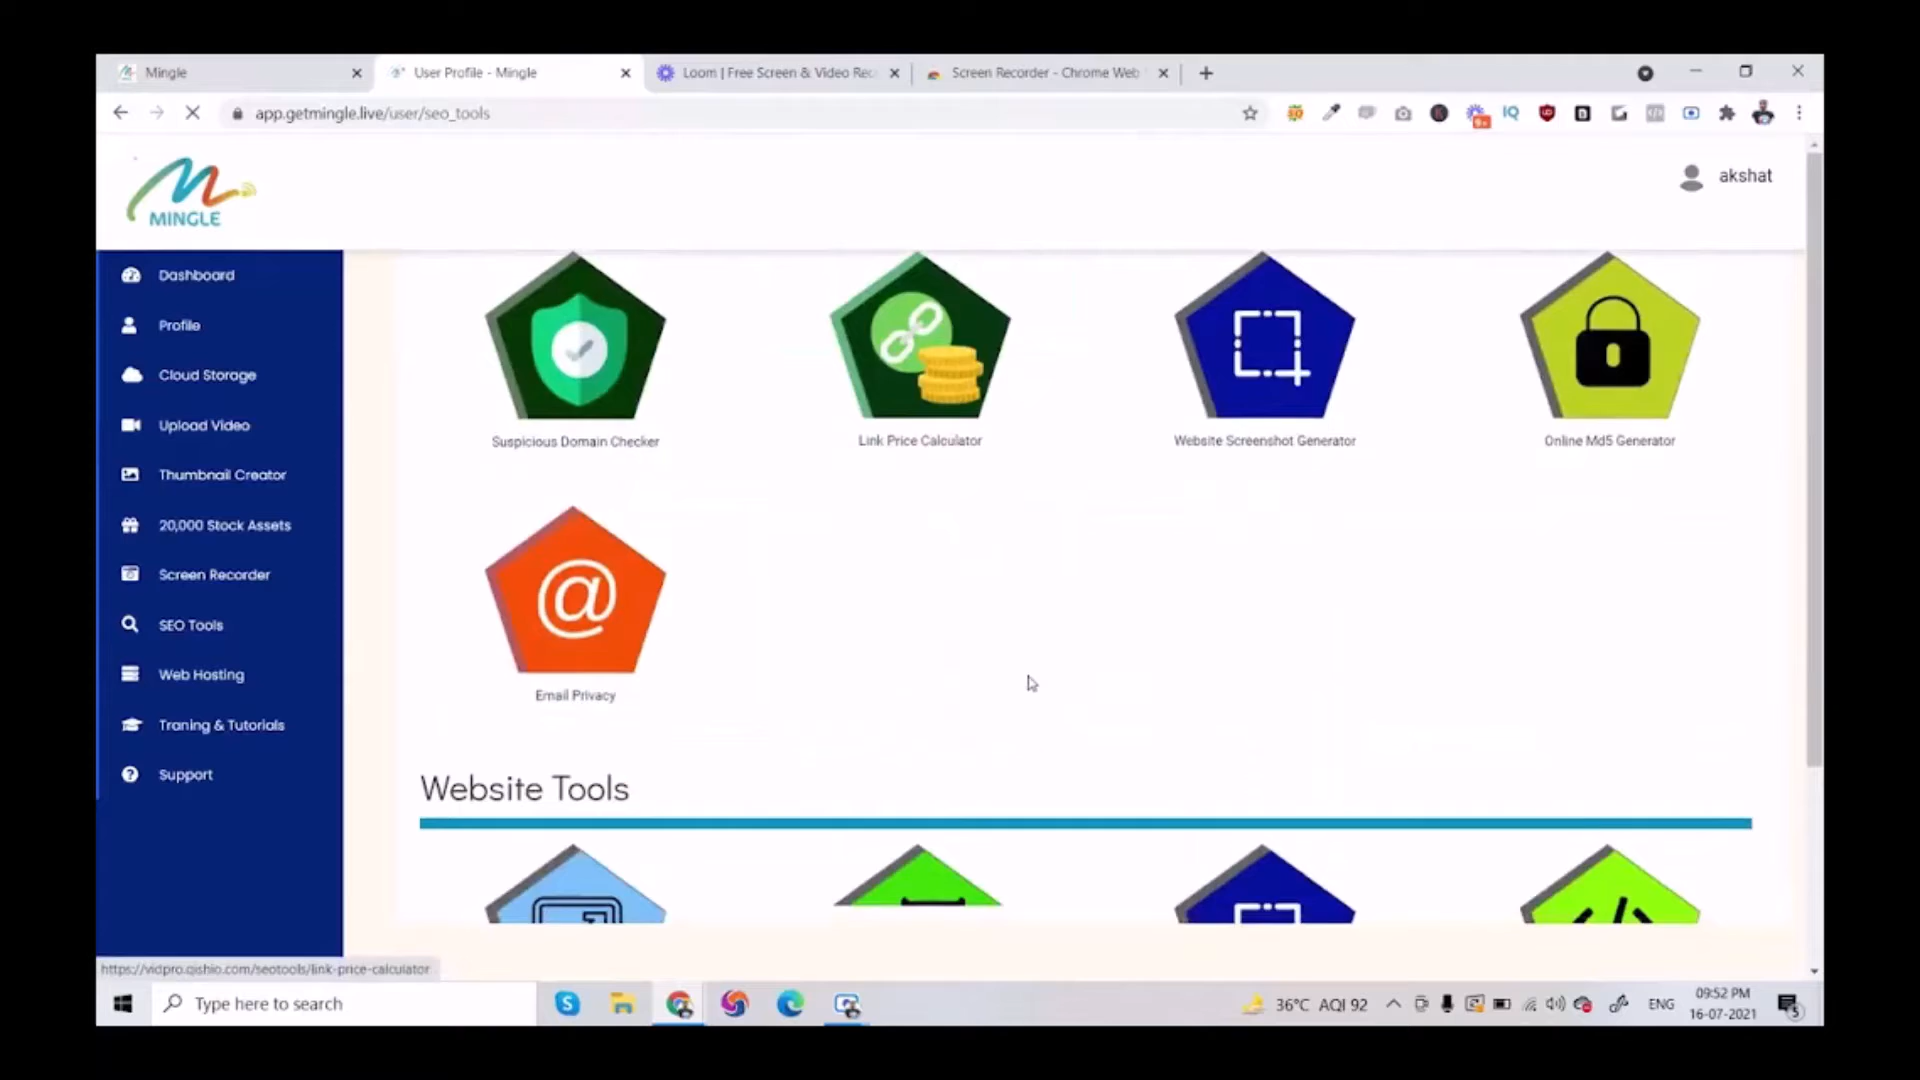 Mingle
User Profile - Mingle
Loom | Free Screen & Video Rec
Screen Recorder - Chrome Web
app.getmingle.live/user/seo_tools
IQ
MINGLE
akshat
Dashboard
Profile
Cloud Storage
Upload Video
Thumbnail Creator
20,000 Stock Assets
Screen Recorder
SEO Tools
Web Hosting
Traning & Tutorials
Support
Suspicious Domain Checker
Link Price Calculator
Website Screenshot Generator
Online Md5 Generator
@
Email Privacy
Website Tools
https://vidpro.qishio.com/seotools/link-price-calculator
Type here to search
36°C AQI 92
ENG
09:52 PM
16-07-2021
5